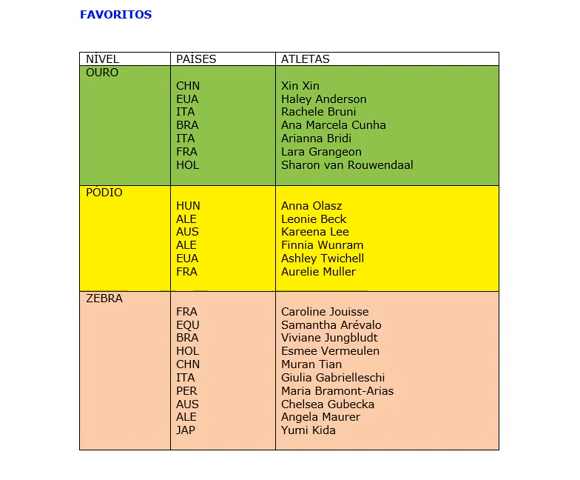 FAVORITOS
NÍVEL PAÍSES ATLETAS
OURO
CHN Xin Xin
EUA Haley Anderson
ITA Rachele Bruni
BRA Ana Marcela Cunha
ITA Arianna Bridi
FRA Lara Grangeon
HOL Sharon van Rouwendaal
PÓDIO
HUN Anna Olasz
ALE Leonie Beck
AUS Kareena Lee
ALE Finnia Wunram
EUA Ashley Twichell
FRA Aurelie Muller
ZEBRA
FRA Caroline Jouisse
EQU Samantha Arévalo
BRA Viviane Jungbludt
HOL Esmee Vermeulen
CHN Muran Tian
ITA Giulia Gabrielleschi
PER Maria Bramont-Arias
AUS Chelsea Gubecka
ALE Angela Maurer
JAP Yumi Kida